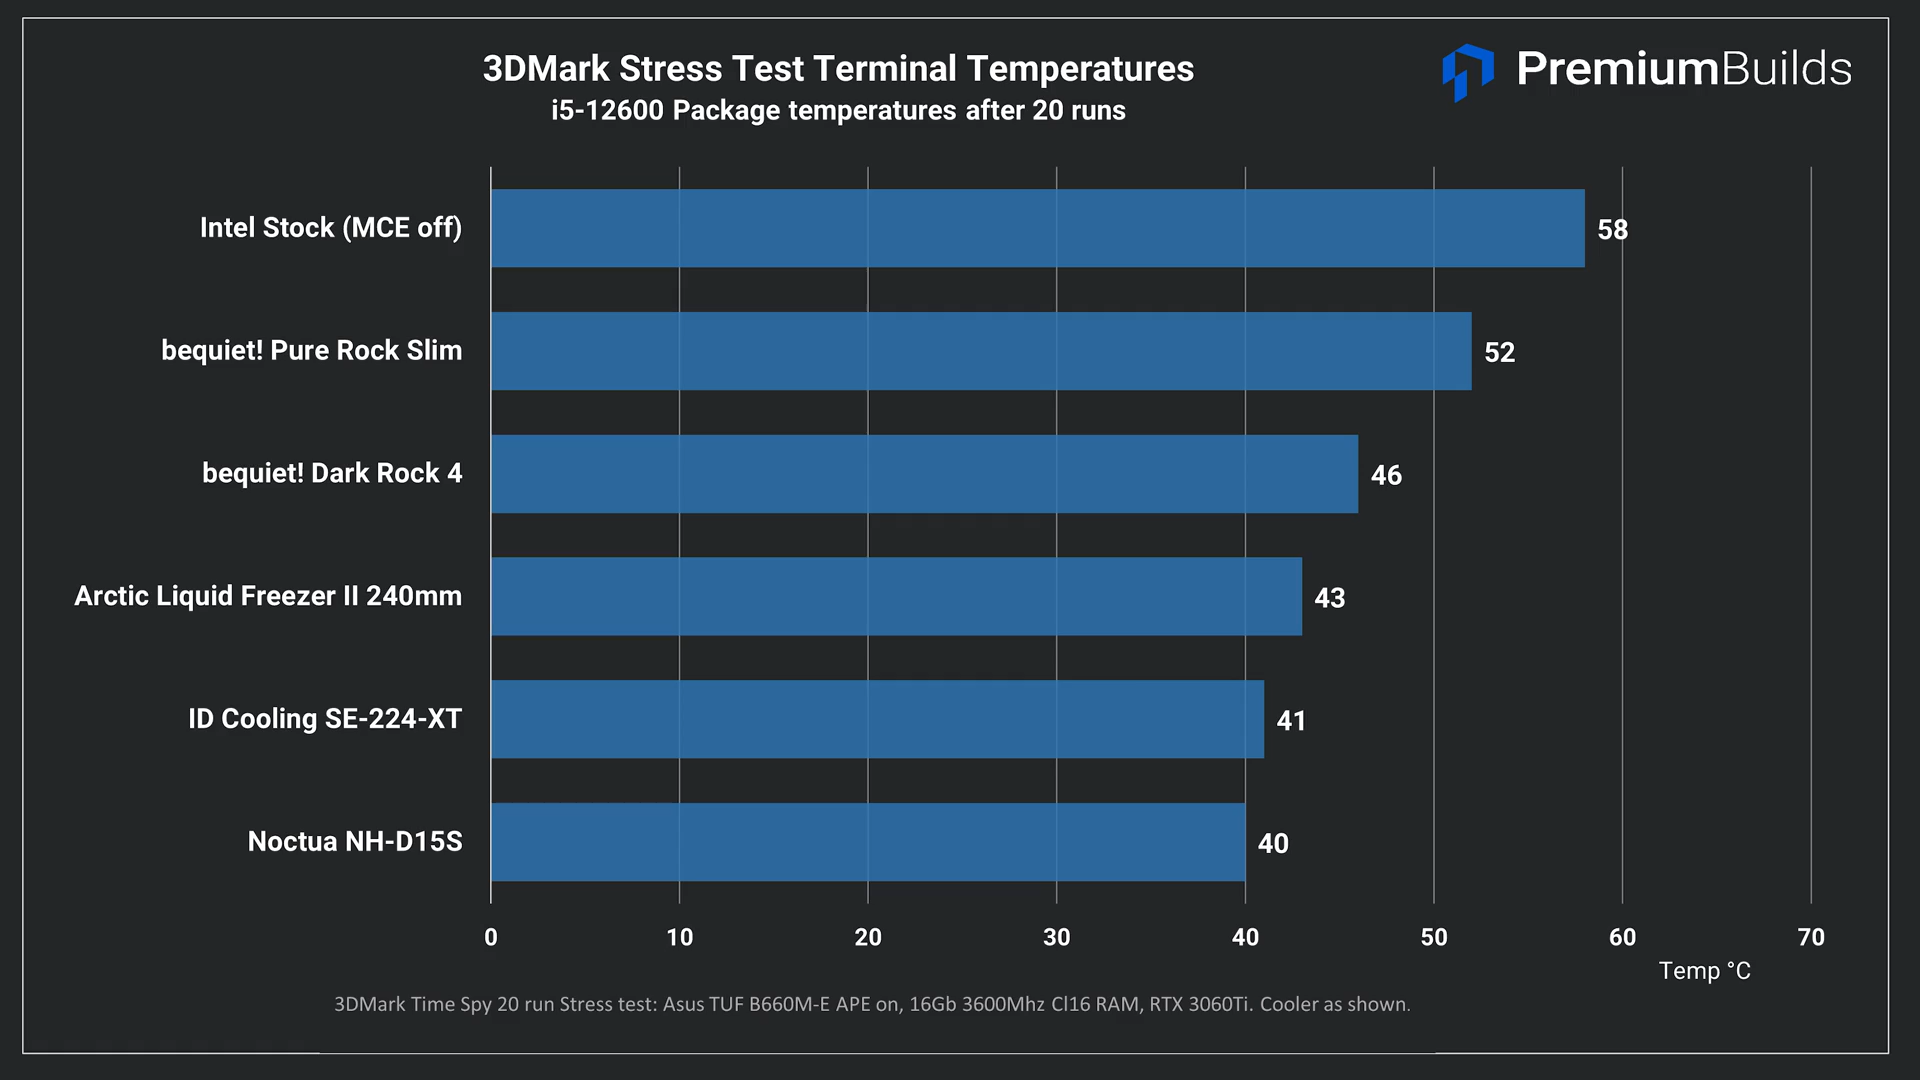 3DMark Stress Test Terminal Temperatures
i5-12600 Package temperatures after 20 runs
PremiumBuilds
Intel Stock (MCE off)
58
bequiet! Pure Rock Slim
52
bequiet! Dark Rock 4
46
Arctic Liquid Freezer II 240mm
43
ID Cooling SE-224-XT
41
Noctua NH-D15S
40
0 10 20 30 40 50 60 70
Temp °C
3DMark Time Spy 20 run Stress test: Asus TUF B660M-E APE on, 16Gb 3600Mhz Cl16 RAM, RTX 3060Ti. Cooler as shown.